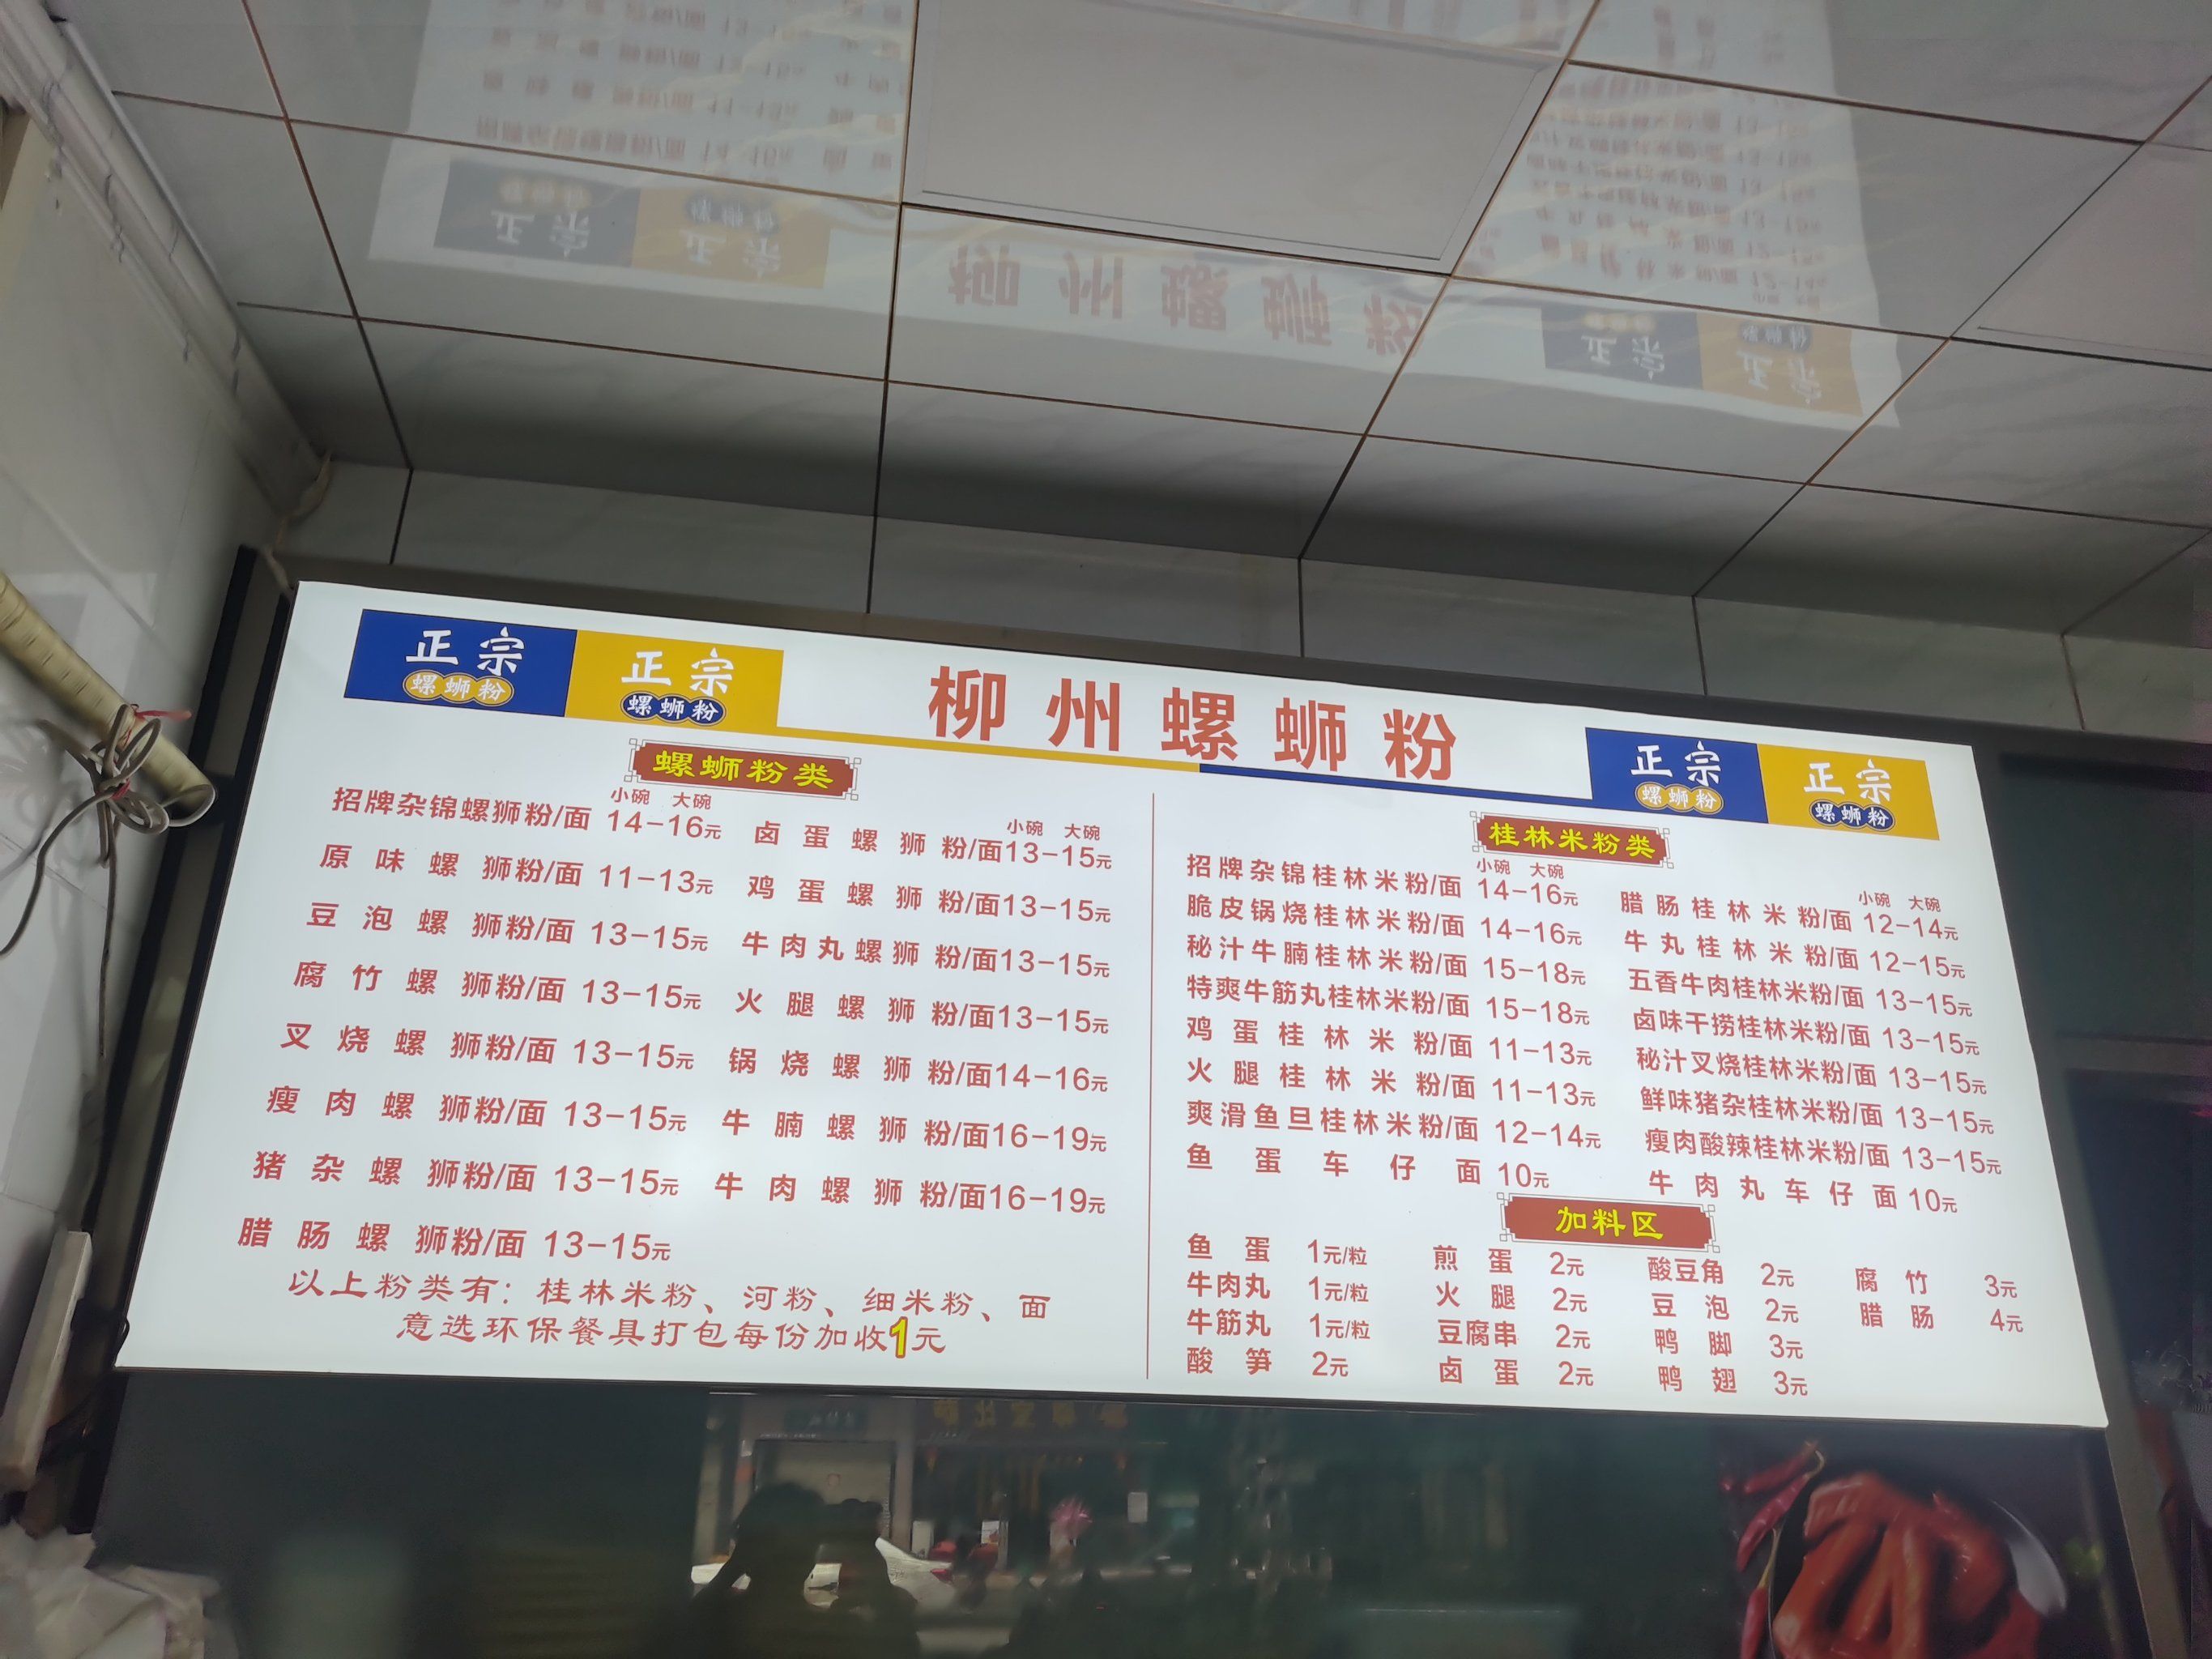 正宗
螺蛳粉
正宗
螺蛳粉
柳州螺蛳粉
正宗
螺蛳粉
正宗
螺蛳粉
螺蛳粉类
小碗 大碗
招牌杂锦螺狮粉/面 14-16元
原味螺狮粉/面 11-13元
豆泡螺狮粉/面 13-15元
腐竹螺狮粉/面 13-15元
叉烧螺狮粉/面 13-15元
瘦肉螺狮粉/面 13-15元
猪杂螺狮粉/面 13-15元
腊肠螺狮粉/面 13-15元
小碗 大碗
卤蛋螺狮粉/面13-15元
鸡蛋螺狮粉/面13-15元
牛肉丸螺狮粉/面13-15元
火腿螺狮粉/面13-15元
锅烧螺狮粉/面14-16元
牛腩螺狮粉/面16-19元
牛肉螺狮粉/面16-19元
以上粉类有：桂林米粉、河粉、细米粉、面
意选环保餐具打包每份加收1元
桂林米粉类
小碗 大碗
招牌杂锦桂林米粉/面 14-16元
脆皮锅烧桂林米粉/面 14-16元
秘汁牛腩桂林米粉/面 15-18元
特爽牛筋丸桂林米粉/面 15-18元
鸡蛋桂林米粉/面 11-13元
火腿桂林米粉/面 11-13元
爽滑鱼旦桂林米粉/面 12-14元
鱼蛋车仔面 10元
小碗 大碗
腊肠桂林米粉/面 12-14元
牛丸桂林米粉/面 12-15元
五香牛肉桂林米粉/面 13-15元
卤味干捞桂林米粉/面 13-15元
秘汁叉烧桂林米粉/面 13-15元
鲜味猪杂桂林米粉/面 13-15元
瘦肉酸辣桂林米粉/面 13-15元
牛肉丸车仔面 10元
加料区
鱼蛋 1元/粒 煎蛋 2元 酸豆角 2元 腐竹 3元
牛肉丸 1元/粒 火腿 2元 豆泡 2元 腊肠 4元
牛筋丸 1元/粒 豆腐串 2元 鸭脚 3元
酸笋 2元 卤蛋 2元 鸭翅 3元